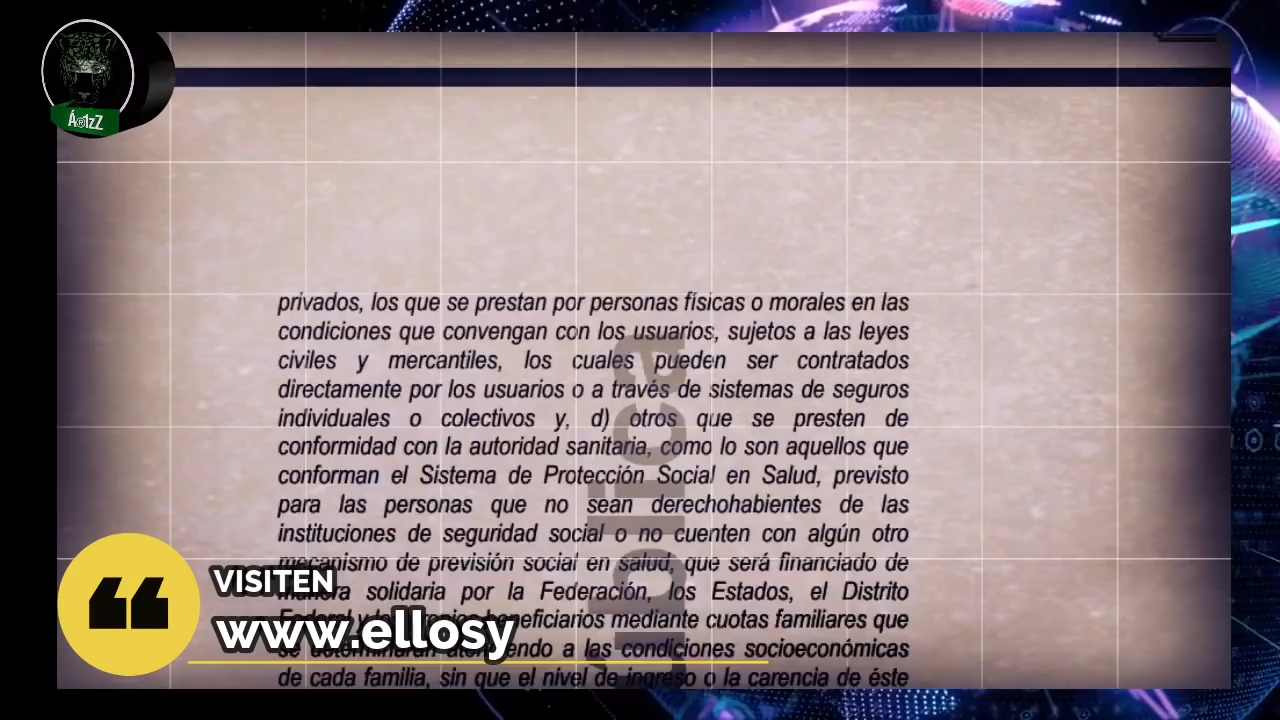 Á®1zZ
privados, los que se prestan por personas físicas o morales en las
condiciones que convengan con los usuarios, sujetos a las leyes
civiles y mercantiles, los cuales pueden ser contratados
directamente por los usuarios o a través de sistemas de seguros
individuales o colectivos y, d) otros que se presten de
conformidad con la autoridad sanitaria, como lo son aquellos que
conforman el Sistema de Protección Social en Salud, previsto
para las personas que no sean derechohabientes de las
instituciones de seguridad social o no cuenten con algún otro
mecanismo de previsión social en salud, que será financiado de
manera solidaria por la Federación, los Estados, el Distrito
Federal y beneficiarios mediante cuotas familiares que
se determinarán a las condiciones socioeconómicas
de cada familia, sin que el nivel de ingreso o la carencia de éste
VISITEN
www.ellosy